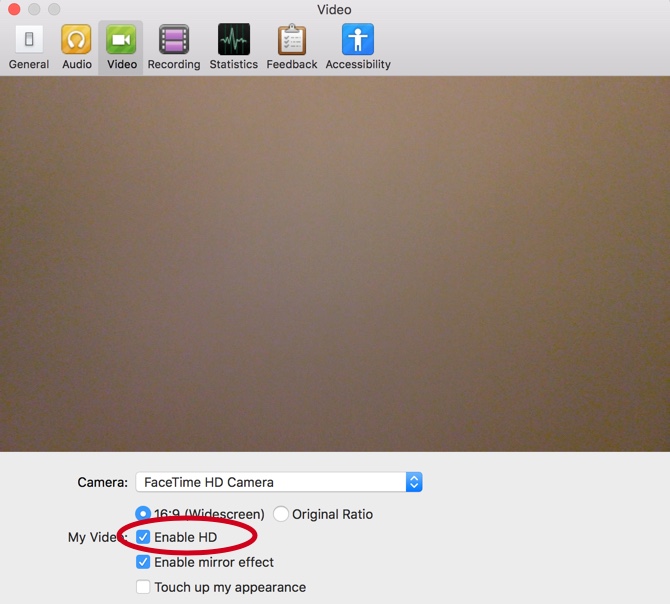 Video
General Audio Video Recording Statistics Feedback Accessibility
Camera: FaceTime HD Camera
16:9 (Widescreen) Original Ratio
My Video: Enable HD
Enable mirror effect
Touch up my appearance